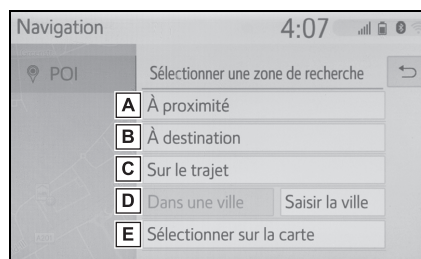 Navigation 4:07
POI Sélectionner une zone de recherche
A À proximité
B À destination
C Sur le trajet
D Dans une ville Saisir la ville
E Sélectionner sur la carte